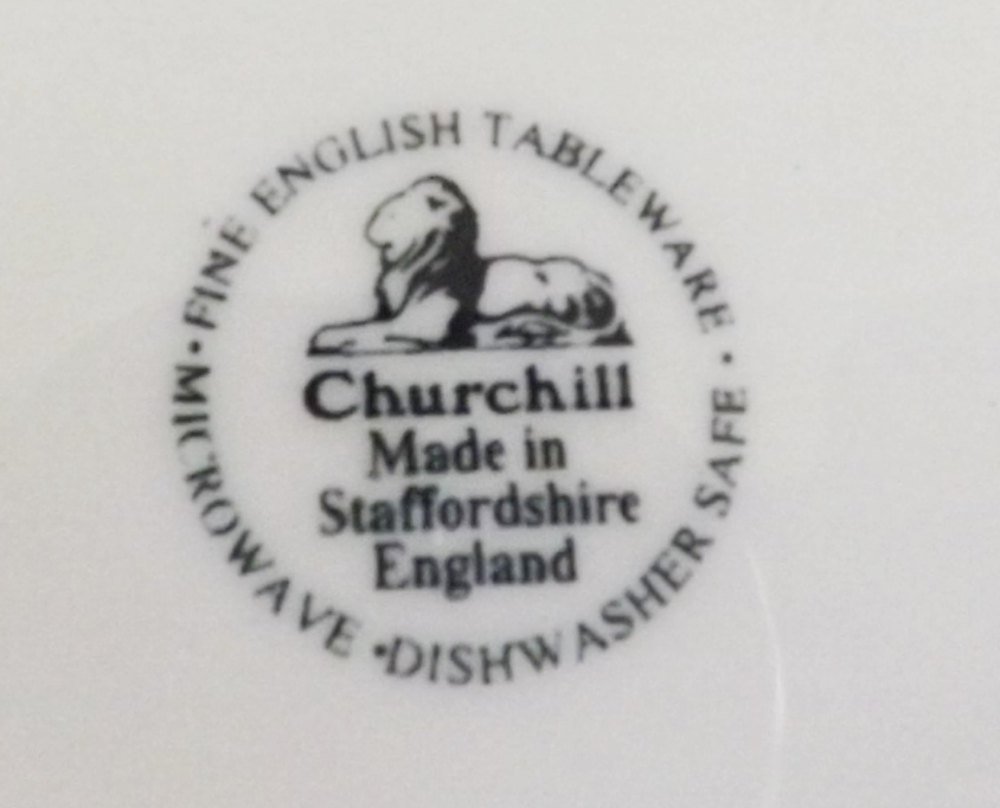 • FINE ENGLISH TABLEWARE •
Churchill
Made in
Staffordshire
England
MICROWAVE • DISHWASHER SAFE